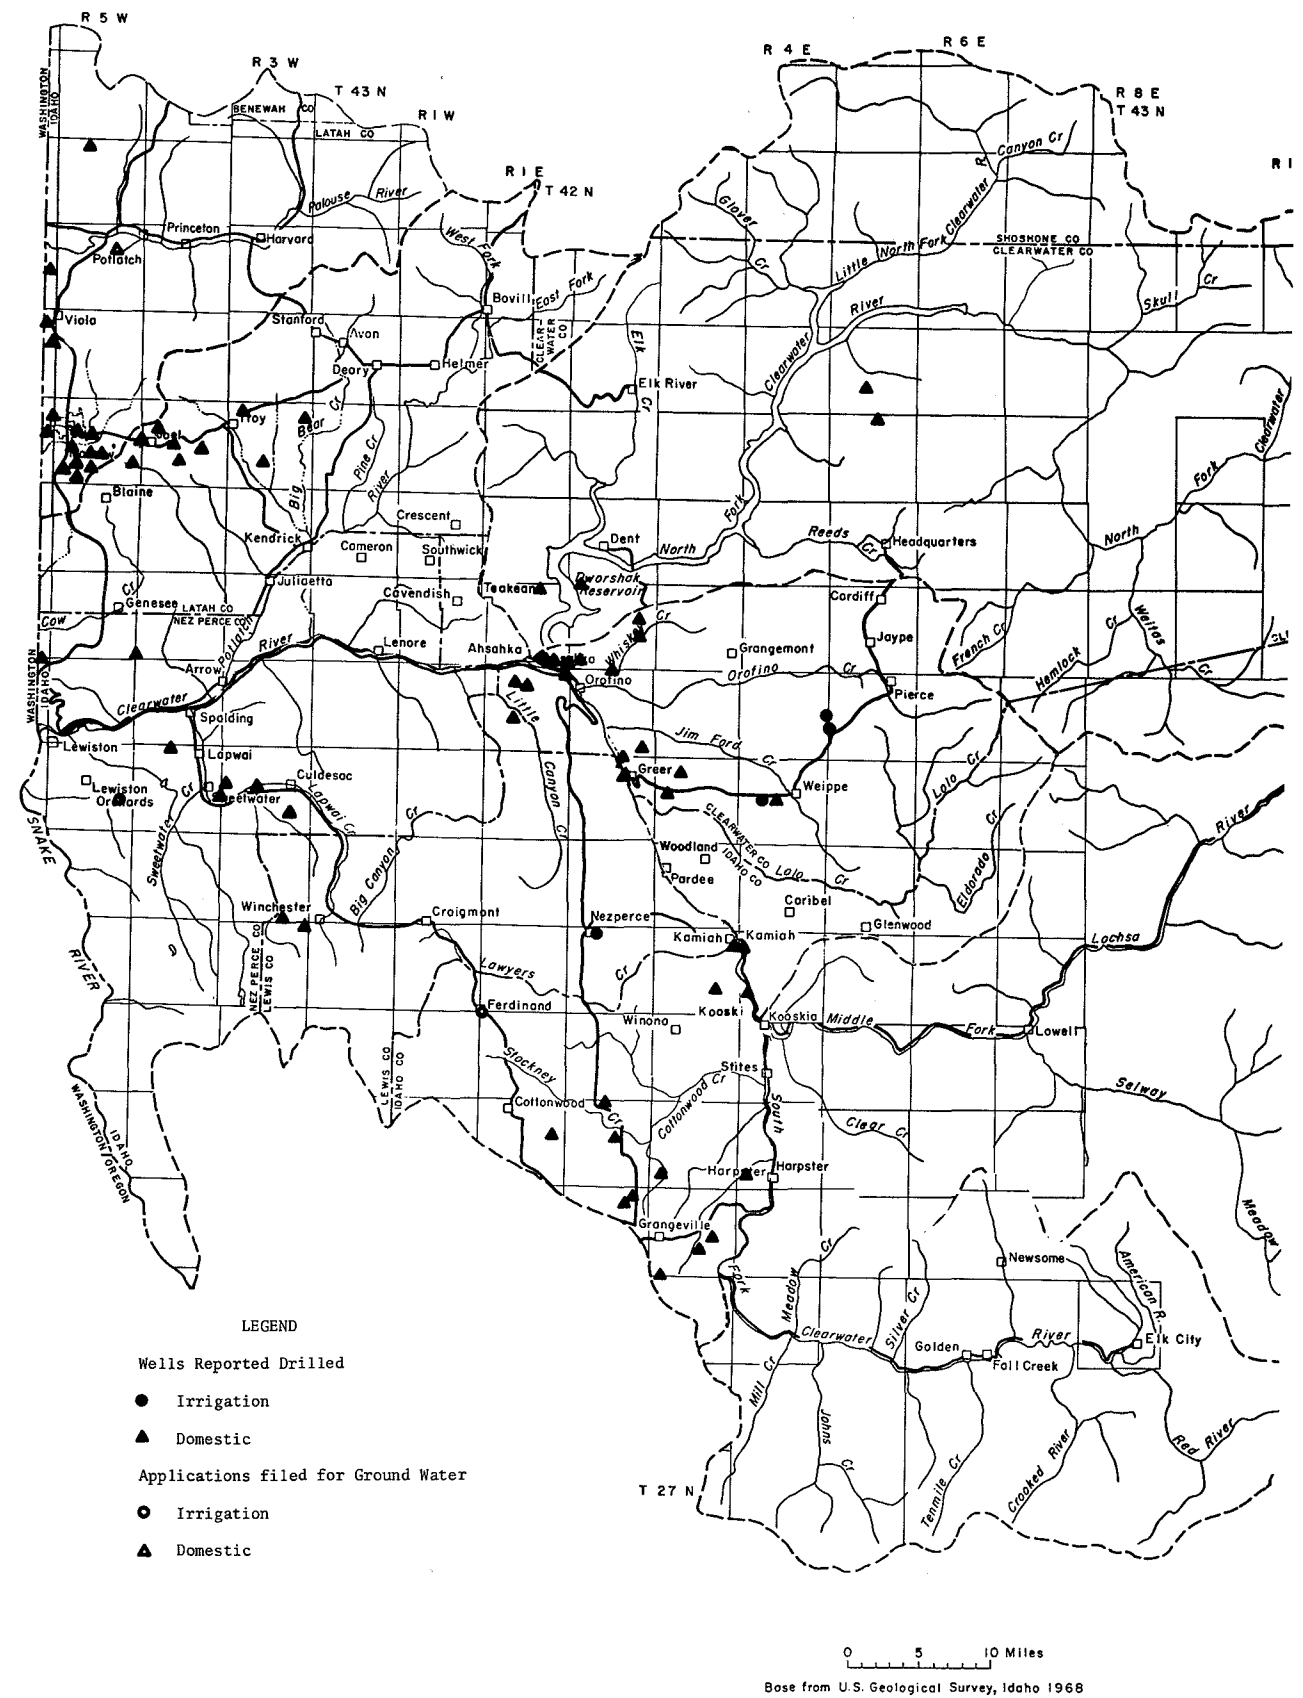 R 5 W
R 3 W
T 43 N
R 1 W
R 1 E
T 42 N
R 4 E
R 6 E
R 8 E
T 43 N
R 1
WASHINGTON
IDAHO
BENEWAH CO
LATAH CO
Palouse River
Princeton
Harvard
Potlatch
West Fork
Glover
Cr
R. Canyon Cr
Little North Fork Clearwater
SHOSHONE CO
CLEARWATER CO
Skull Cr
River
Viola
Stanford
Avon
Bovill
East Fork
CLEAR-
WATER
CO
Deary
Helmer
Elk
Cr
Elk River
Clearwater
Troy
Bear Cr
Big
Pine Cr
River
Clearwater
Fork
North
Blaine
Crescent
Kendrick
Cameron
Southwick
Dent
North
Fork
Reeds
Cr
Headquarters
Juliaetta
Cavendish
Teakean
Dworshak
Reservoir
Cordiff
Cr
Genesee
LATAH CO
NEZ PERCE CO
Cow
Potlatch
River
Lenore
Ahsahka
Whiskey
Cr
Grangemont
Jaype
French Cr
Hemlock
Cr
Weitas
Cr
WASHINGTON
IDAHO
Arrow
Orofino
Orofino
Cr
Pierce
Clearwater
Spalding
Little
Jim Ford
Cr
Lewiston
Lapwai
Greer
Lolo Cr
Lewiston
Orchards
Cr
Sweetwater
Culdesac
Canyon
Cr
Weippe
SNAKE
Sweetwater
Lapwai Cr
Cr
CLEARWATER CO
IDAHO CO
Eldorado
Cr
River
Woodland
Pardee
Lolo
Cr
Big Canyon
Winchester
Craigmont
Nezperce
Caribel
Glenwood
Kamiah
Kamiah
Lochsa
RIVER
NEZ PERCE CO
LEWIS CO
Lawyers
Cr
Ferdinand
Kooski
Winona
Kooskia
Middle
Fork
Lowell
LEWIS CO
IDAHO CO
Stockney
Cr
Stites
Cottonwood Cr
Cottonwood
South
Clear
Cr
Selway
WASHINGTON
IDAHO
OREGON
Harpster
Harpster
Meadow
Grangeville
Fork
Meadow
Cr
Silver Cr
Newsome
American R.
Clearwater
River
Golden
Fall Creek
Elk City
Mill Cr
Johns
Cr
Tenmile Cr
Crooked River
Red River
T 27 N
LEGEND
Wells Reported Drilled
Irrigation
Domestic
Applications filed for Ground Water
Irrigation
Domestic
0 5 10 Miles
Base from U.S. Geological Survey, Idaho 1968